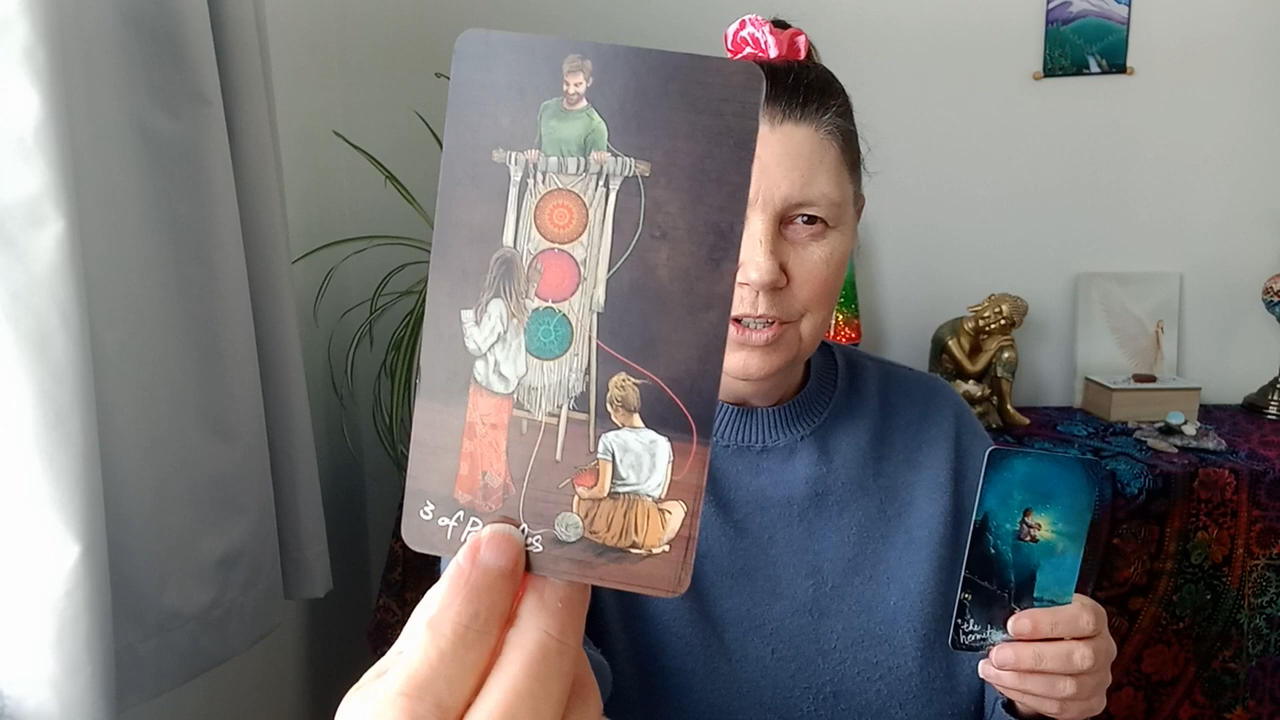 3 of
the
hermit